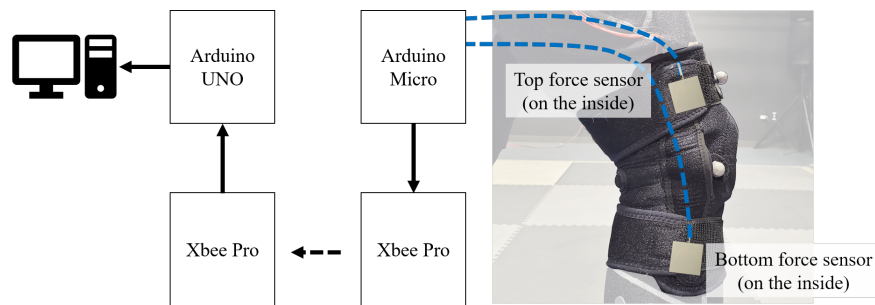 Arduino
UNO
Arduino
Micro
Top force sensor
(on the inside)
Xbee Pro
Xbee Pro
Bottom force sensor
(on the inside)